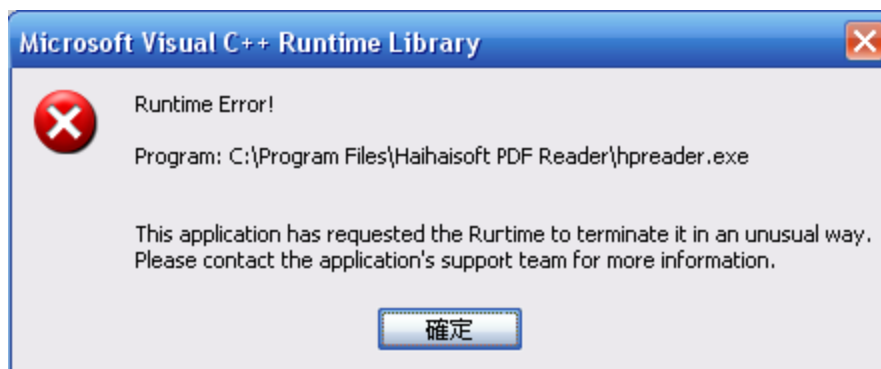 Microsoft Visual C++ Runtime Library
Runtime Error!
Program: C:\Program Files\Haihaisoft PDF Reader\hpreader.exe
This application has requested the Runtime to terminate it in an unusual way.
Please contact the application's support team for more information.
確定